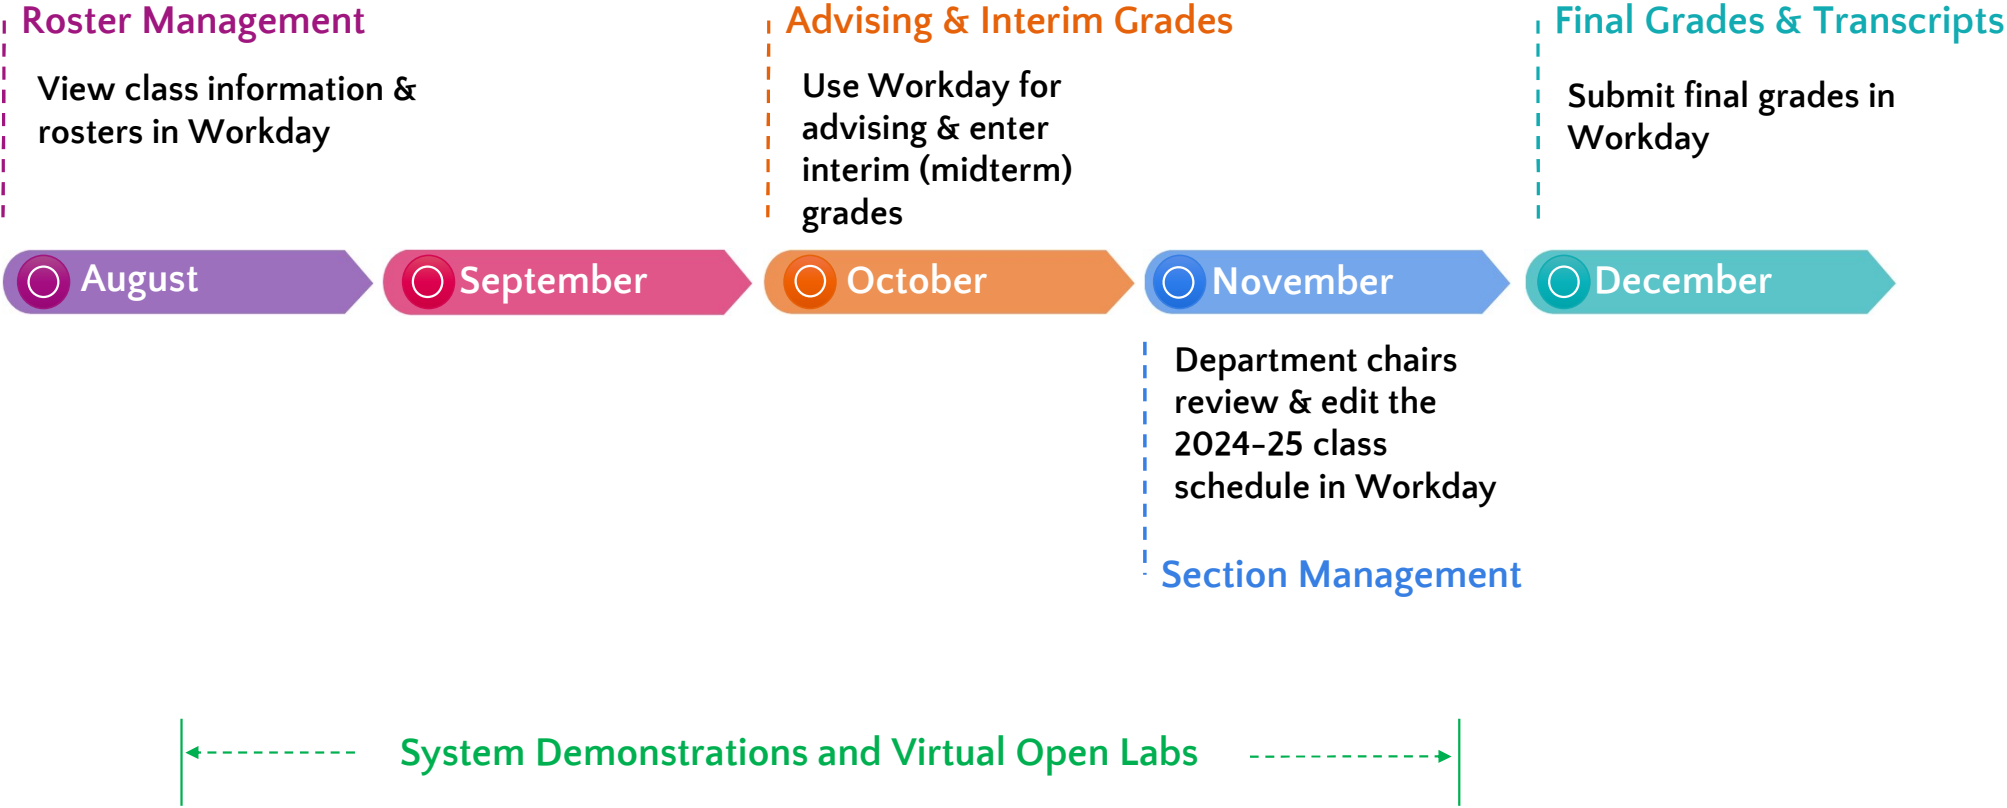 Roster Management
View class information &
rosters in Workday
Advising & Interim Grades
Use Workday for
advising & enter
interim (midterm)
grades
Final Grades & Transcripts
Submit final grades in
Workday
August
September
October
November
December
Department chairs
review & edit the
2024-25 class
schedule in Workday
Section Management
System Demonstrations and Virtual Open Labs